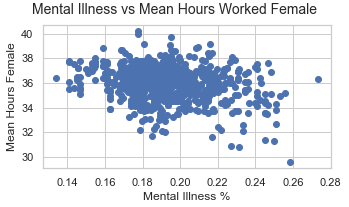 Mental Illness vs Mean Hours Worked Female
40
38
36
34
32
30
Mean Hours Female
0.14 0.16 0.18 0.20 0.22 0.24 0.26 0.28
Mental Illness %